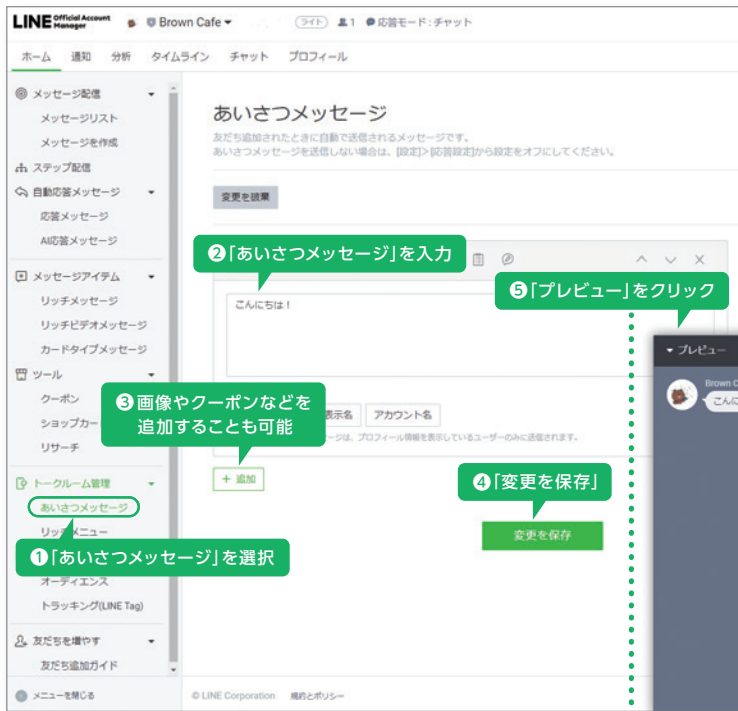 LINE Official Account Manager
Brown Cafe
ライト
1
応答モード：チャット
ホーム 通知 分析 タイムライン チャット プロフィール
メッセージ配信
メッセージリスト
メッセージを作成
ステップ配信
自動応答メッセージ
応答メッセージ
AI応答メッセージ
メッセージアイテム
リッチメッセージ
リッチビデオメッセージ
カードタイプメッセージ
ツール
クーポン
ショップカー
リサーチ
トークルーム管理
あいさつメッセージ
リッチメニュー
❶「あいさつメッセージ」を選択
オーディエンス
トラッキング(LINE Tag)
友だちを増やす
友だち追加ガイド
メニューを閉じる
あいさつメッセージ
友だち追加されたときに自動で送信されるメッセージです。
あいさつメッセージを送信しない場合は、[設定]>[応答設定]から設定をオフにしてください。
変更を破棄
❷「あいさつメッセージ」を入力
こんにちは！
❸画像やクーポンなどを
追加することも可能
表示名 アカウント名
ージは、プロフィール情報を表示しているユーザーのみに送信されます。
+ 追加
❹「変更を保存」
変更を保存
❺「プレビュー」をクリック
プレビュー
Brown C
こんに
© LINE Corporation 規約とポリシー